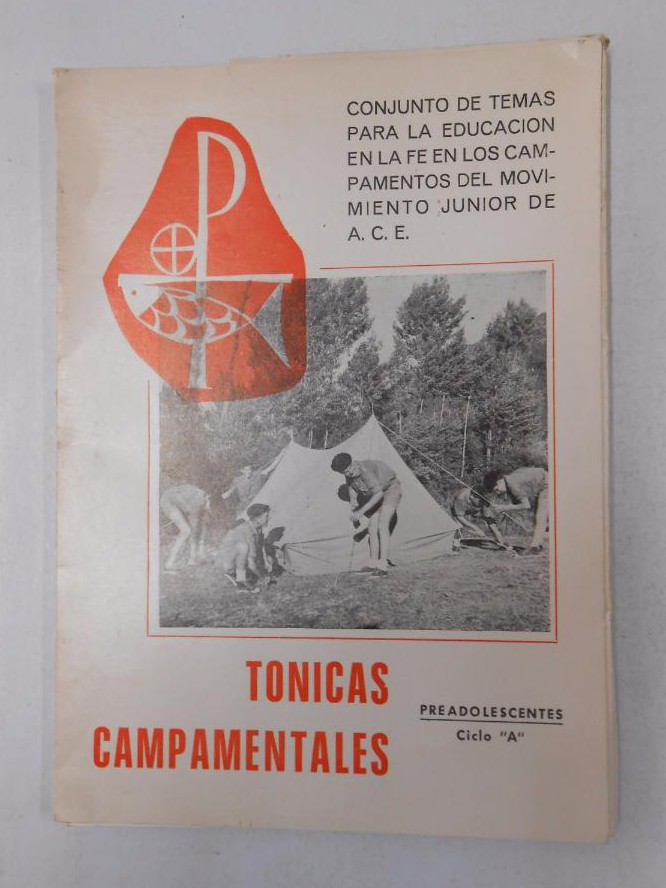 CONJUNTO DE TEMAS
PARA LA EDUCACION
EN LA FE EN LOS CAM-
PAMENTOS DEL MOVI-
MIENTO JUNIOR DE
A. C. E.
TONICAS
CAMPAMENTALES
PREADOLESCENTES
Ciclo "A"